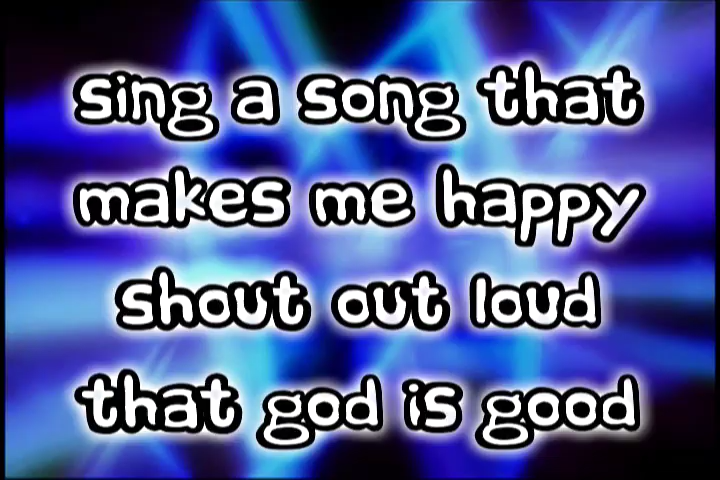 sing a song that
makes me happy
shout out loud
that god is good